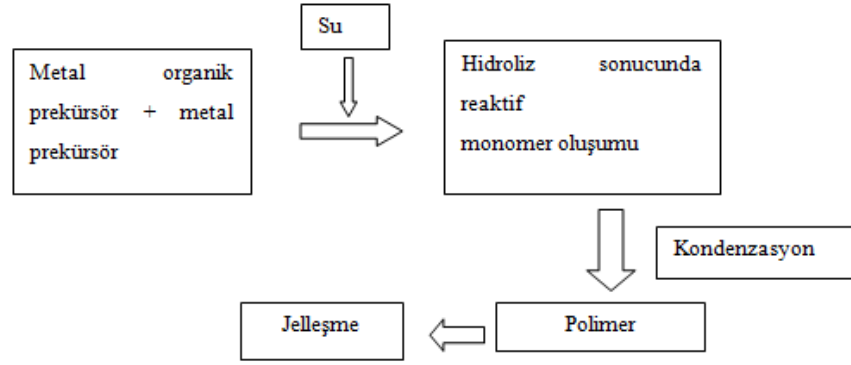 Su
Metal organik
prekürsör + metal
prekürsör
Hidroliz sonucunda
reaktif
monomer oluşumu
Kondenzasyon
Polimer
Jelleşme